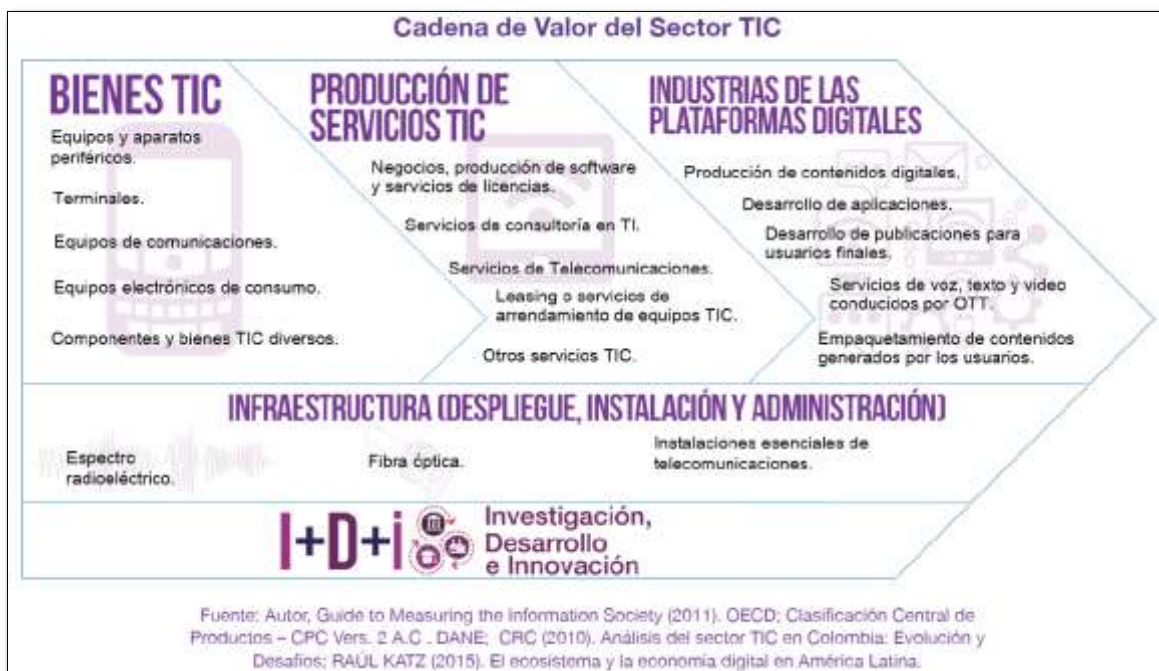 Cadena de Valor del Sector TIC
BIENES TIC
Equipos y aparatos
periféricos.
Terminales.
Equipos de comunicaciones.
Equipos electrónicos de consumo.
Componentes y bienes TIC diversos.
PRODUCCIÓN DE
SERVICIOS TIC
Negocios, producción de software
y servicios de licencias.
Servicios de consultoría en TI.
Servicios de Telecomunicaciones.
Leasing o servicios de
arrendamiento de equipos TIC.
Otros servicios TIC.
INDUSTRIAS DE LAS
PLATAFORMAS DIGITALES
Producción de contenidos digitales.
Desarrollo de aplicaciones.
Desarrollo de publicaciones para
usuarios finales.
Servicios de voz, texto y video
conducidos por OTT.
Empaquetamiento de contenidos
generados por los usuarios.
INFRAESTRUCTURA (DESPLIEGUE, INSTALACIÓN Y ADMINISTRACIÓN)
Espectro
radioeléctrico.
Fibra óptica.
Instalaciones esenciales de
telecomunicaciones.
I+D+i
Investigación,
Desarrollo
e Innovación
Fuente: Autor, Guide to Measuring the Information Society (2011). OECD; Clasificación Central de
Productos – CPC Vers. 2 A.C . DANE; CRC (2010). Análisis del sector TIC en Colombia: Evolución y
Desafíos; RAÚL KATZ (2015). El ecosistema y la economía digital en América Latina.